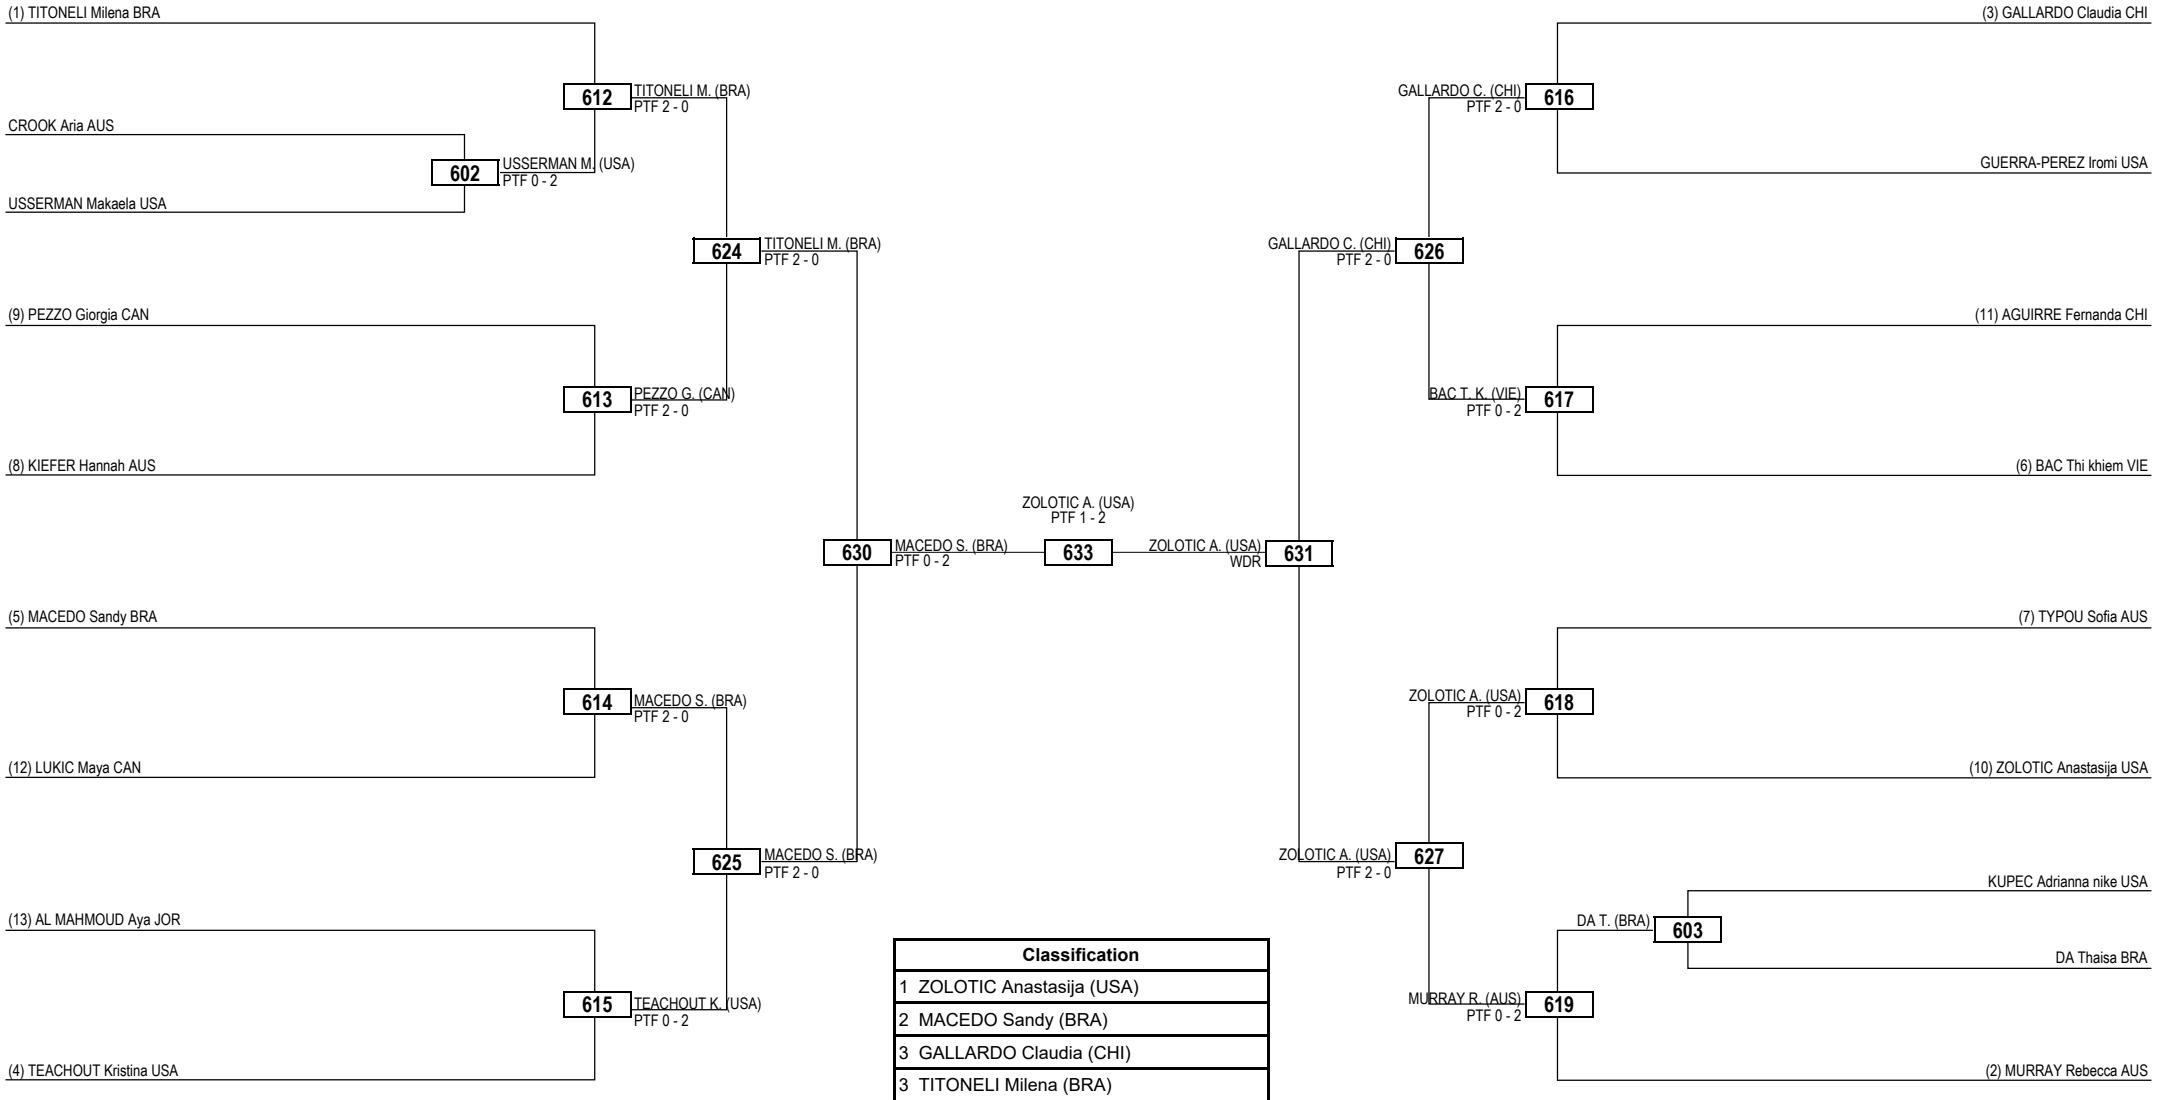 (1) TITONELI Milena BRA
(3) GALLARDO Claudia CHI
612
TITONELI M. (BRA)
PTF 2 - 0
GALLARDO C. (CHI)
PTF 2 - 0
616
CROOK Aria AUS
602
USSERMAN M. (USA)
PTF 0 - 2
GUERRA-PEREZ Iromi USA
USSERMAN Makaela USA
624
TITONELI M. (BRA)
PTF 2 - 0
GALLARDO C. (CHI)
PTF 2 - 0
626
(9) PEZZO Giorgia CAN
(11) AGUIRRE Fernanda CHI
613
PEZZO G. (CAN)
PTF 2 - 0
BAC T. K. (VIE)
PTF 0 - 2
617
(8) KIEFER Hannah AUS
(6) BAC Thi khiem VIE
ZOLOTIC A. (USA)
PTF 1 - 2
630
MACEDO S. (BRA)
PTF 0 - 2
633
ZOLOTIC A. (USA)
WDR
631
(5) MACEDO Sandy BRA
(7) TYPOU Sofia AUS
614
MACEDO S. (BRA)
PTF 2 - 0
ZOLOTIC A. (USA)
PTF 0 - 2
618
(12) LUKIC Maya CAN
(10) ZOLOTIC Anastasija USA
625
MACEDO S. (BRA)
PTF 2 - 0
ZOLOTIC A. (USA)
PTF 2 - 0
627
KUPEC Adrianna nike USA
(13) AL MAHMOUD Aya JOR
DA T. (BRA)
603
DA Thaisa BRA
615
TEACHOUT K. (USA)
PTF 0 - 2
MURRAY R. (AUS)
PTF 0 - 2
619
(4) TEACHOUT Kristina USA
(2) MURRAY Rebecca AUS
Classification
1 ZOLOTIC Anastasija (USA)
2 MACEDO Sandy (BRA)
3 GALLARDO Claudia (CHI)
3 TITONELI Milena (BRA)